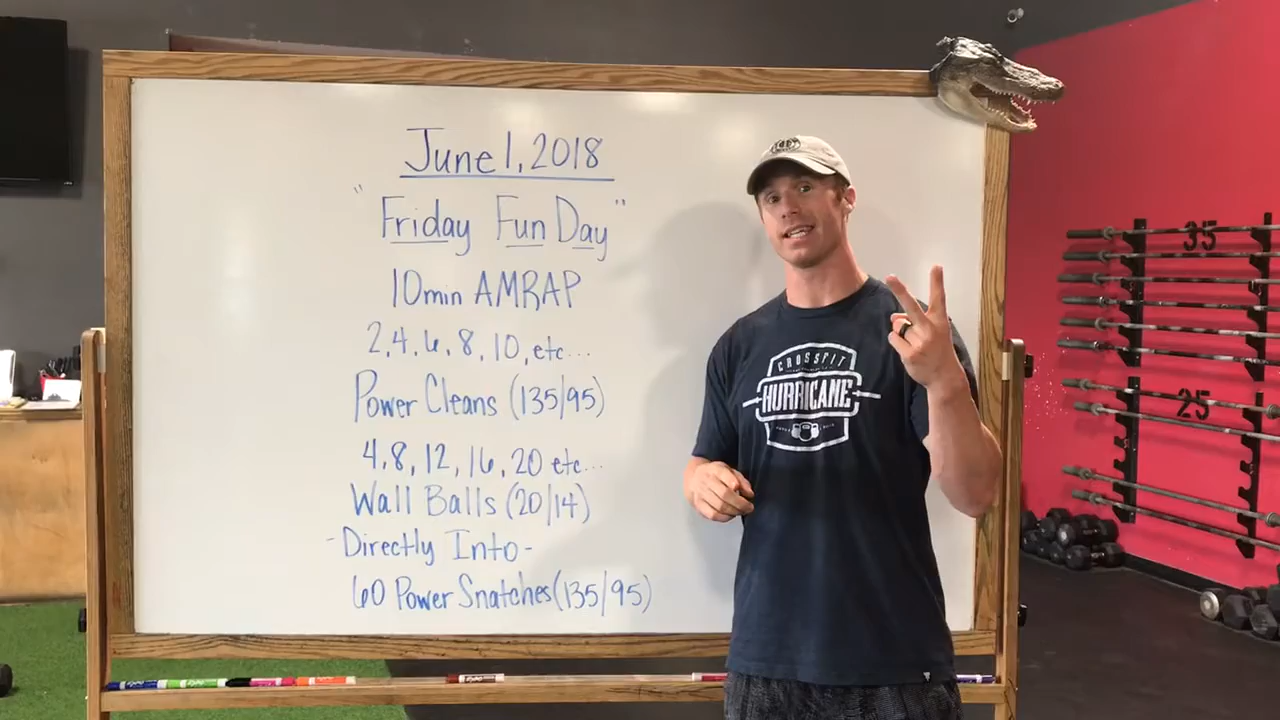 June 1, 2018
"Friday Fun Day"
10min AMRAP
2,4,6,8,10,etc...
Power Cleans (135/95)
4,8,12,16,20 etc...
Wall Balls (20/14)
-Directly Into-
60 Power Snatches (135/95)
CROSSFIT
HURRICANE
35
25